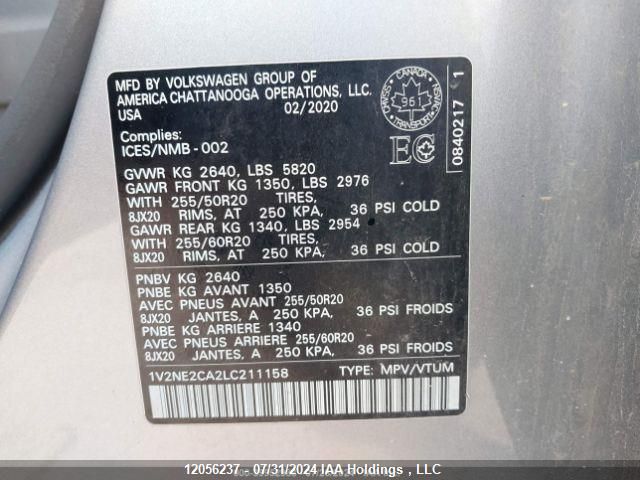 MFD BY VOLKSWAGEN GROUP OF
AMERICA CHATTANOOGA OPERATIONS, LLC.
USA 02/2020
Complies:
ICES/NMB - 002
CANADA
961
TRANSPORT
EC
0840217 1
GVWR KG 2640, LBS 5820
GAWR FRONT KG 1350, LBS 2976
WITH 255/50R20 TIRES,
8JX20 RIMS, AT 250 KPA, 36 PSI COLD
GAWR REAR KG 1340, LBS 2954
WITH 255/60R20 TIRES,
8JX20 RIMS, AT 250 KPA, 36 PSI COLD
PNBV KG 2640
PNBE KG AVANT 1350
AVEC PNEUS AVANT 255/50R20
8JX20 JANTES, A 250 KPA, 36 PSI FROIDS
PNBE KG ARRIERE 1340
AVEC PNEUS ARRIERE 255/60R20
8JX20 JANTES, A 250 KPA, 36 PSI FROIDS
1V2NE2CA2LC211158 TYPE: MPV/VTUM
12056237 - 07/31/2024 IAA Holdings , LLC